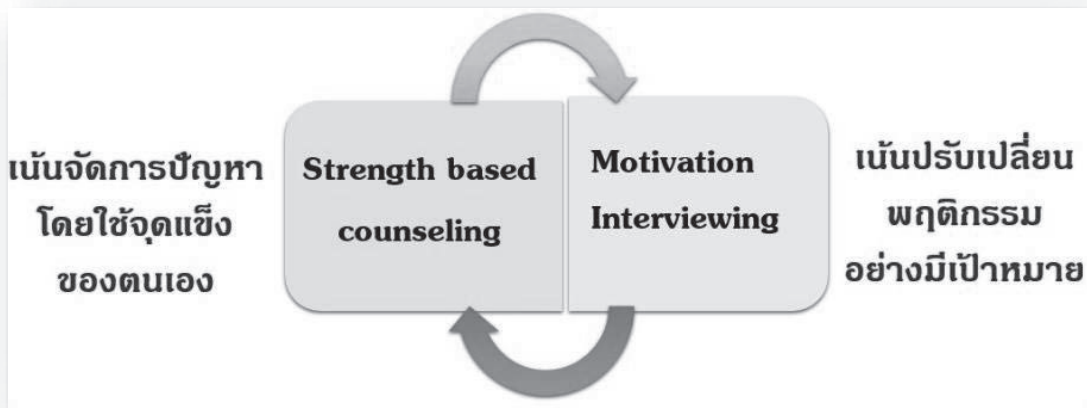 เน้นจัดการปัญหา
โดยใช้จุดแข็ง
ของตนเอง
Strength based
counseling
Motivation
Interviewing
เน้นปรับเปลี่ยน
พฤติกรรม
อย่างมีเป้าหมาย